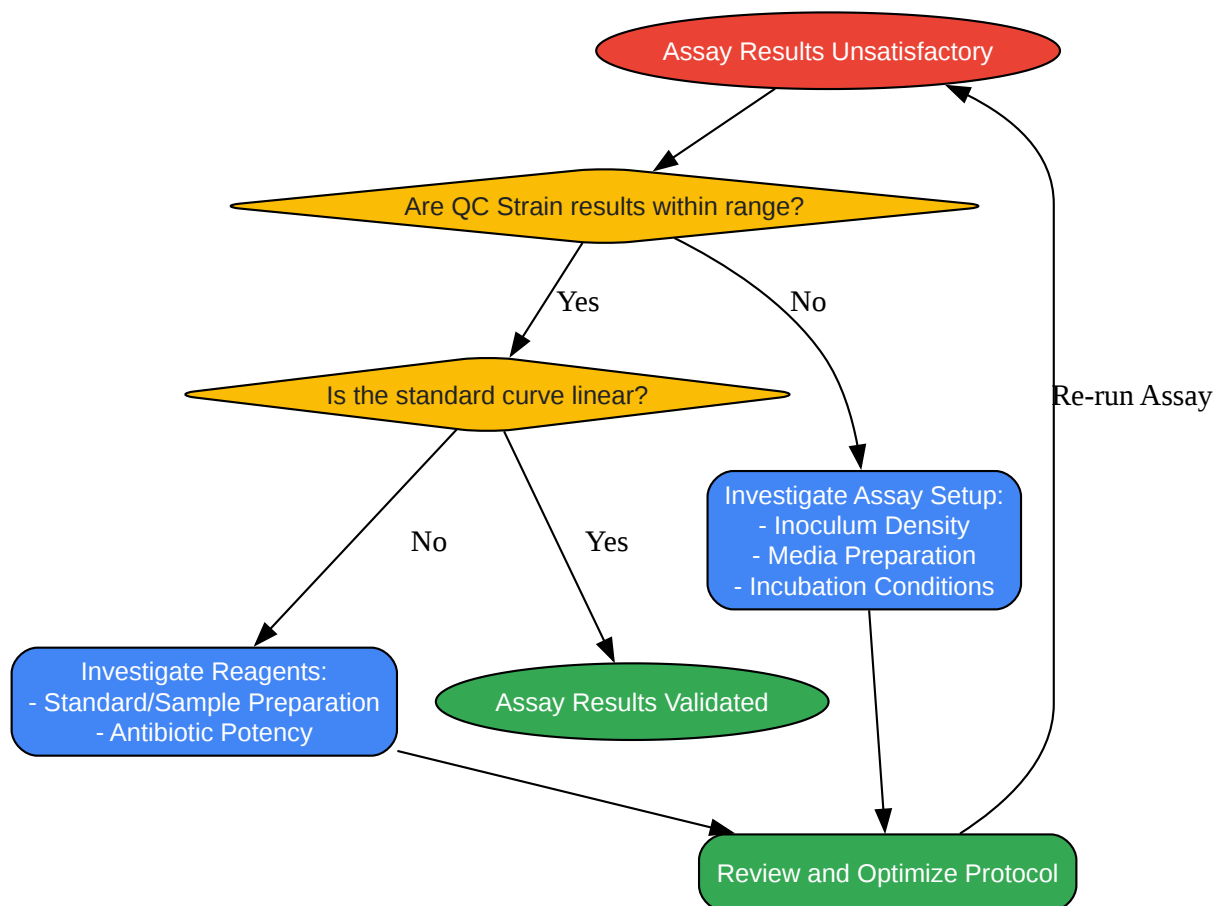 Assay Results Unsatisfactory
Are QC Strain results within range?
Yes
No
Is the standard curve linear?
Re-run Assay
Investigate Assay Setup:
- Inoculum Density
- Media Preparation
- Incubation Conditions
No
Yes
Investigate Reagents:
- Standard/Sample Preparation
- Antibiotic Potency
Assay Results Validated
Review and Optimize Protocol